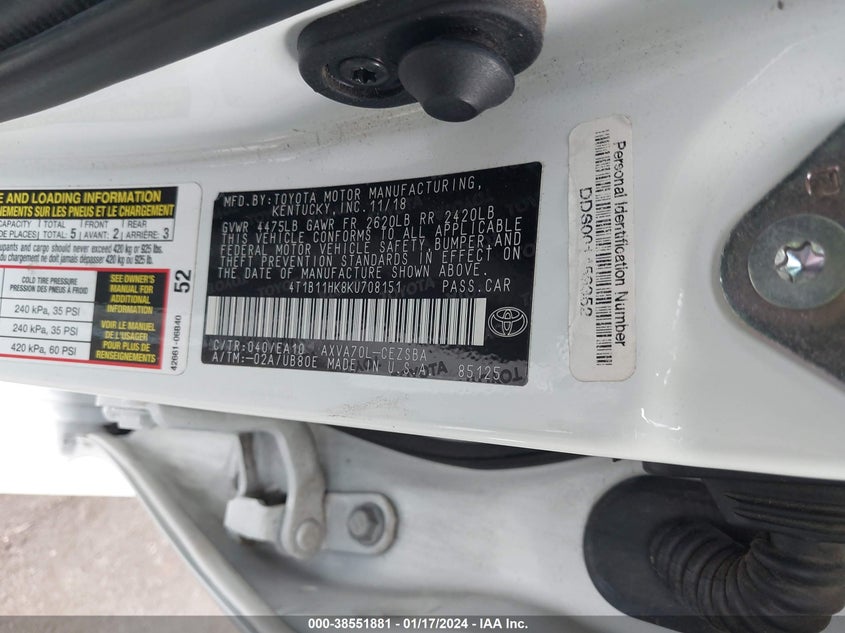 E AND LOADING INFORMATION
NEMENTS SUR LES PNEUS ET LE CHARGEMENT
CAPACITY TOTAL FRONT REAR
DE PLACES TOTAL 5 AVANT 2 ARRIÈRE 3
upants and cargo should never exceed 420 kg or 925 lbs.
du chargement ne doit jamais dépasser 420 kg ou 925 lb.
COLD TIRE PRESSURE
PRESSION DES PNEUS À FROID
240 kPa, 35 PSI
240 kPa, 35 PSI
420 kPa, 60 PSI
SEE OWNER'S
MANUAL FOR
ADDITIONAL
INFORMATION
VOIR LE MANUEL
DE L'USAGER
POUR PLUS DE
RENSEIGNEMENTS
52
42661-06840
MFD. BY: TOYOTA MOTOR MANUFACTURING,
KENTUCKY, INC. 11/18
GVWR 4475LB GAWR FR 2620LB RR 2420LB
THIS VEHICLE CONFORMS TO ALL APPLICABLE
FEDERAL MOTOR VEHICLE SAFETY, BUMPER, AND
THEFT PREVENTION STANDARDS IN EFFECT ON
THE DATE OF MANUFACTURE SHOWN ABOVE.
4T1B11HK8KU708151 PASS.CAR
C/TR: 040/EA10 AXVA70L-CEZSBA
A/TM: -02A/UB80E MADE IN U.S.A. 85125
TOYOTA
Personal Identification Number
000-38551881 / 01/17/2024 - IAA Inc.